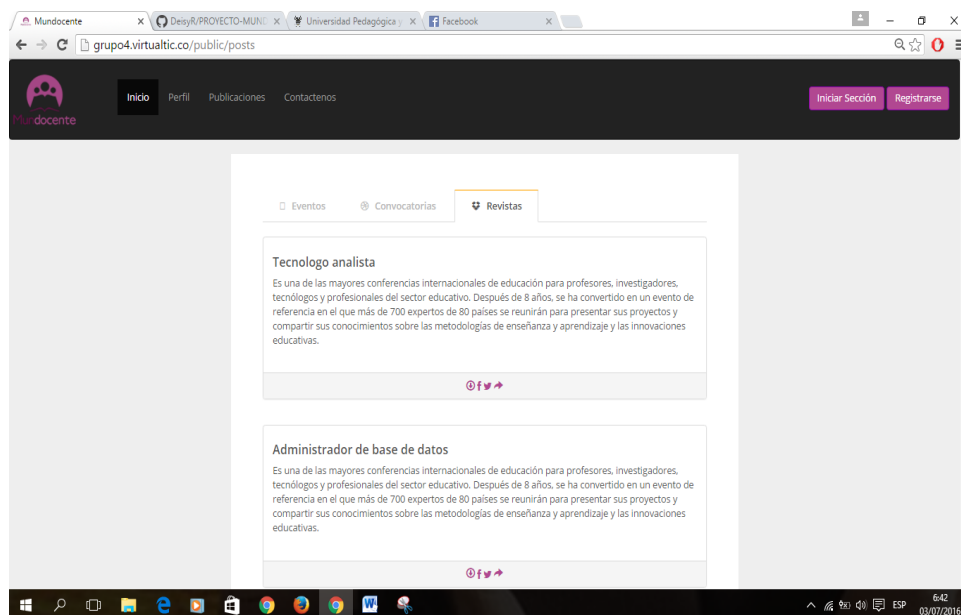 Mundocente
DeisyR/PROYECTO-MUND
Universidad Pedagógica y
Facebook
grupo4.virtualtic.co/public/posts
Mundocente
Inicio
Perfil
Publicaciones
Contactenos
Iniciar Sección
Registrarse
Eventos
Convocatorias
Revistas
Tecnologo analista
Es una de las mayores conferencias internacionales de educación para profesores, investigadores,
tecnólogos y profesionales del sector educativo. Después de 8 años, se ha convertido en un evento de
referencia en el que más de 700 expertos de 80 países se reunirán para presentar sus proyectos y
compartir sus conocimientos sobre las metodologías de enseñanza y aprendizaje y las innovaciones
educativas.
Administrador de base de datos
Es una de las mayores conferencias internacionales de educación para profesores, investigadores,
tecnólogos y profesionales del sector educativo. Después de 8 años, se ha convertido en un evento de
referencia en el que más de 700 expertos de 80 países se reunirán para presentar sus proyectos y
compartir sus conocimientos sobre las metodologías de enseñanza y aprendizaje y las innovaciones
educativas.
ESP
6:42
03/07/2016